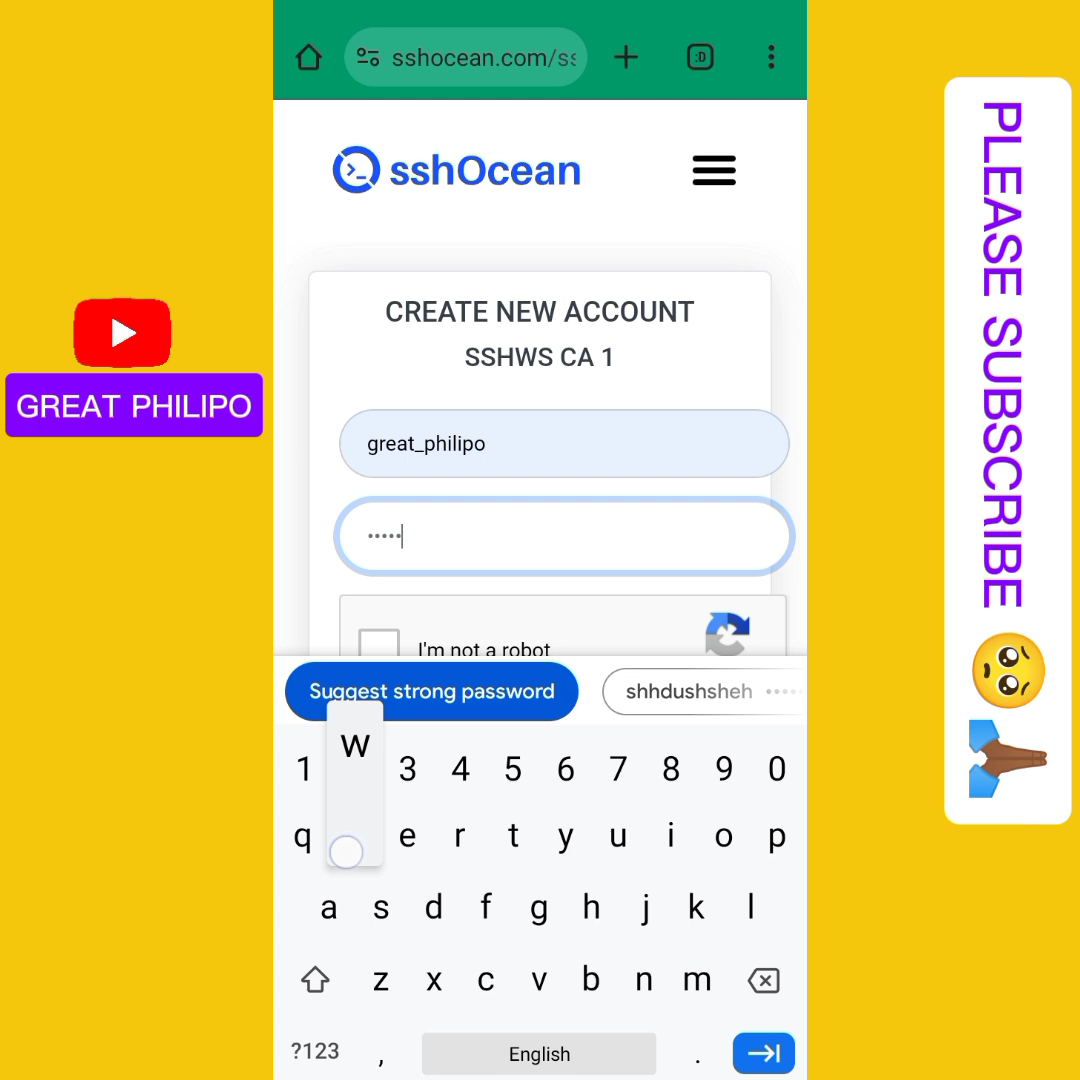 sshocean.com/ss
:D
sshOcean
CREATE NEW ACCOUNT
SSHWS CA 1
great_philipo
•••••
I'm not a robot
Suggest strong password
shhdushsheh •••••
w
1 3 4 5 6 7 8 9 0
q e r t y u i o p
a s d f g h j k l
z x c v b n m
?123 , English .
GREAT PHILIPO
PLEASE SUBSCRIBE 🥺🙏🏾